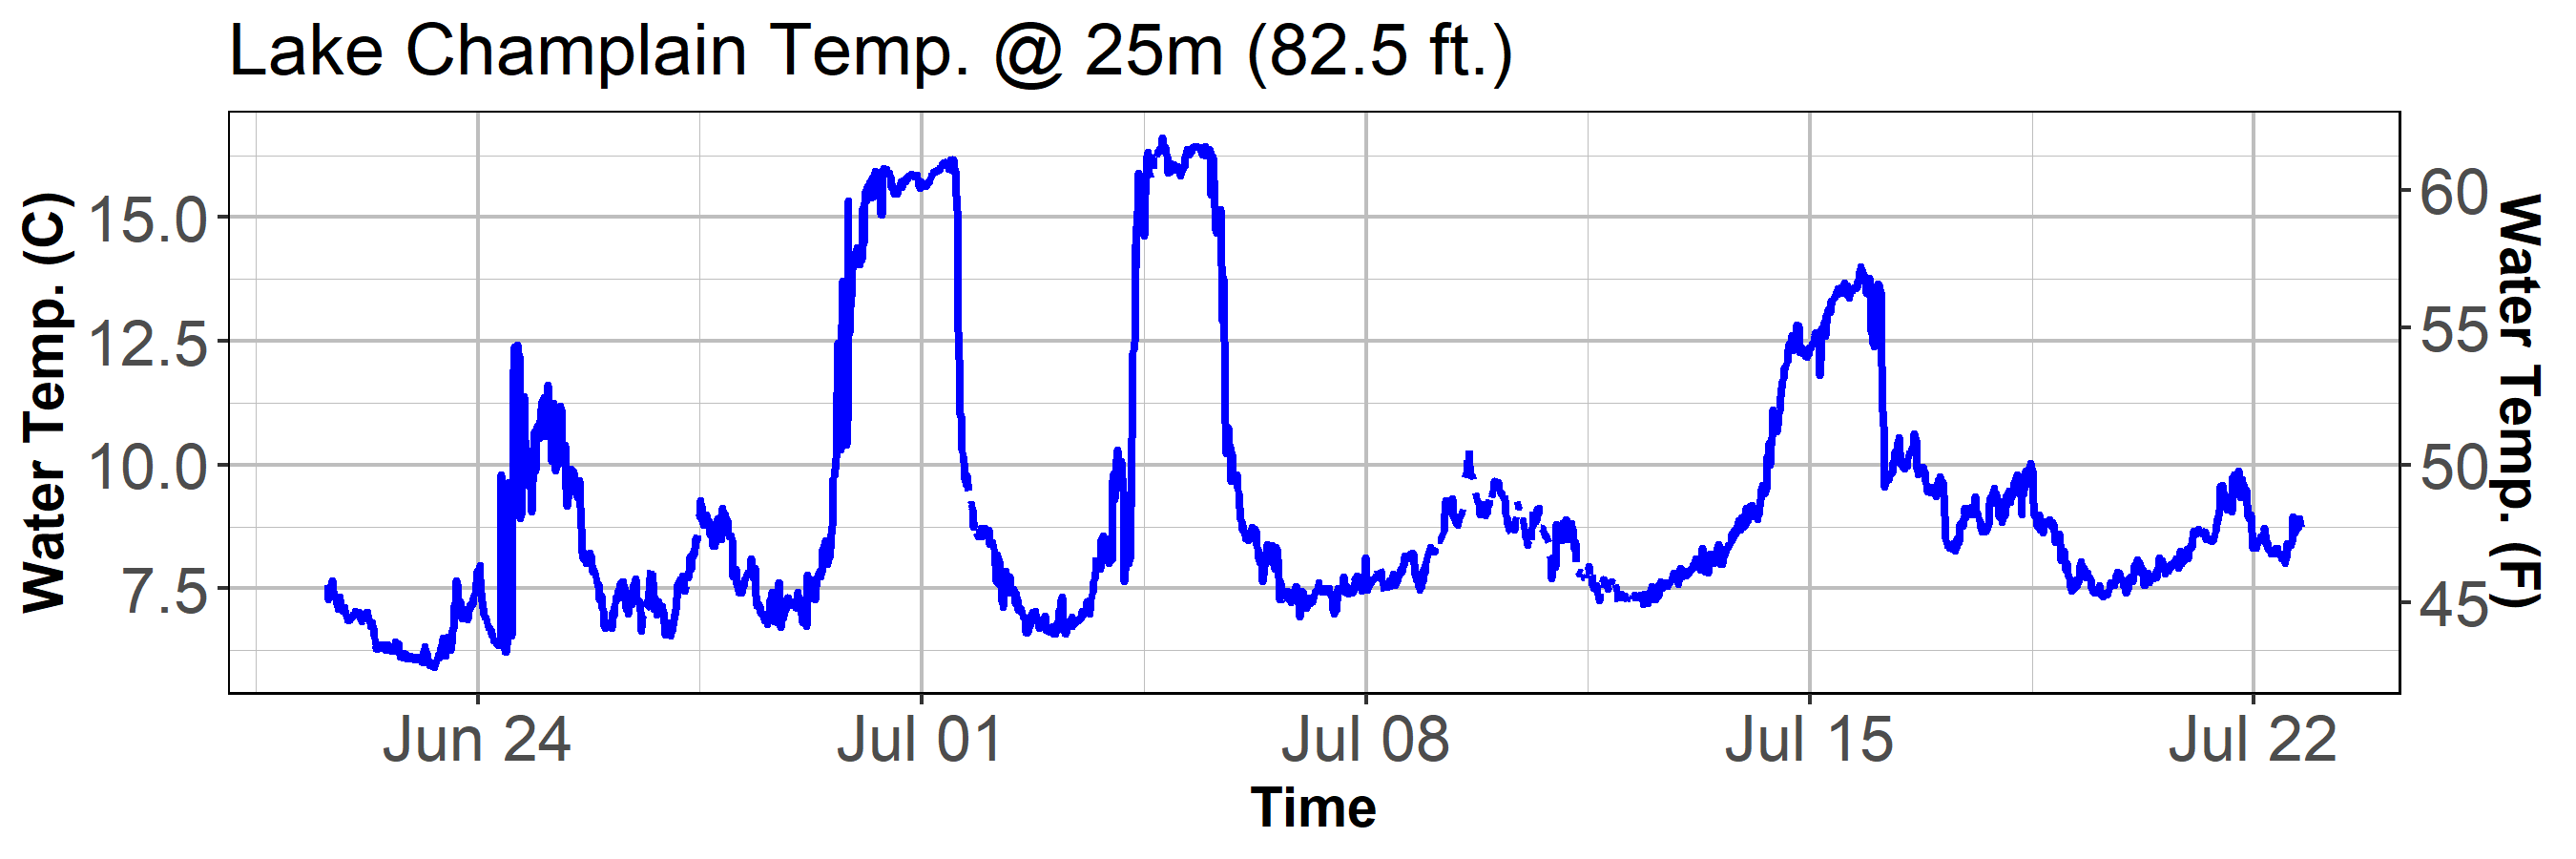 Lake Champlain Temp. @ 25m (82.5 ft.)
Water Temp. (C)
15.0
12.5
10.0
7.5
60
55
50
45
Water Temp. (F)
Jun 24
Jul 01
Jul 08
Jul 15
Jul 22
Time